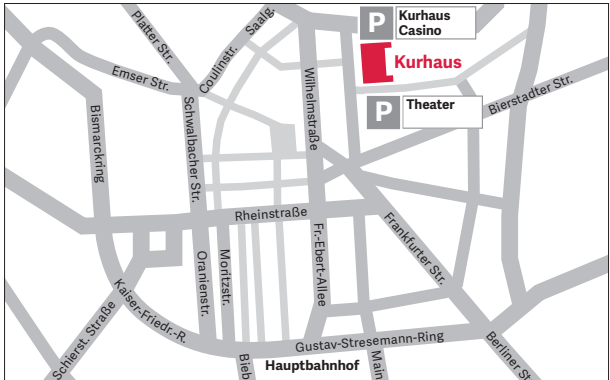 Platter Str.
Saalg.
Coulinstr.
Emser Str.
P
Kurhaus
Casino
Kurhaus
P
Theater
Bierstadter Str.
Wilhelmstraße
Bismarckring
Schwalbacher Str.
Rheinstraße
Fr.-Ebert-Allee
Frankfurter Str.
Oranienstr.
Moritzstr.
Kaiser-Friedr.-R.
Schierst. Straße
Gustav-Stresemann-Ring
Hauptbahnhof
Bieb
Main
Berliner St